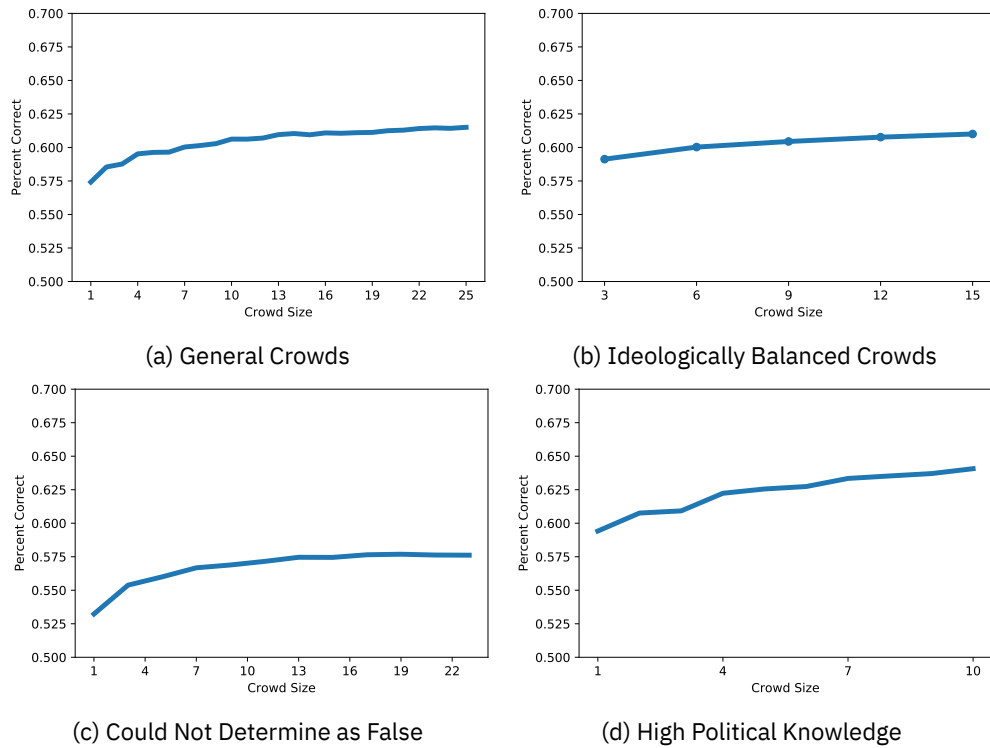 0.700
0.675
0.650
0.625
0.600
0.575
0.550
0.525
0.500
Percent Correct
1 4 7 10 13 16 19 22 25
Crowd Size
(a) General Crowds
0.700
0.675
0.650
0.625
0.600
0.575
0.550
0.525
0.500
Percent Correct
3 6 9 12 15
Crowd Size
(b) Ideologically Balanced Crowds
0.700
0.675
0.650
0.625
0.600
0.575
0.550
0.525
0.500
Percent Correct
1 4 7 10 13 16 19 22
Crowd Size
(c) Could Not Determine as False
0.700
0.675
0.650
0.625
0.600
0.575
0.550
0.525
0.500
Percent Correct
1 4 7 10
Crowd Size
(d) High Political Knowledge